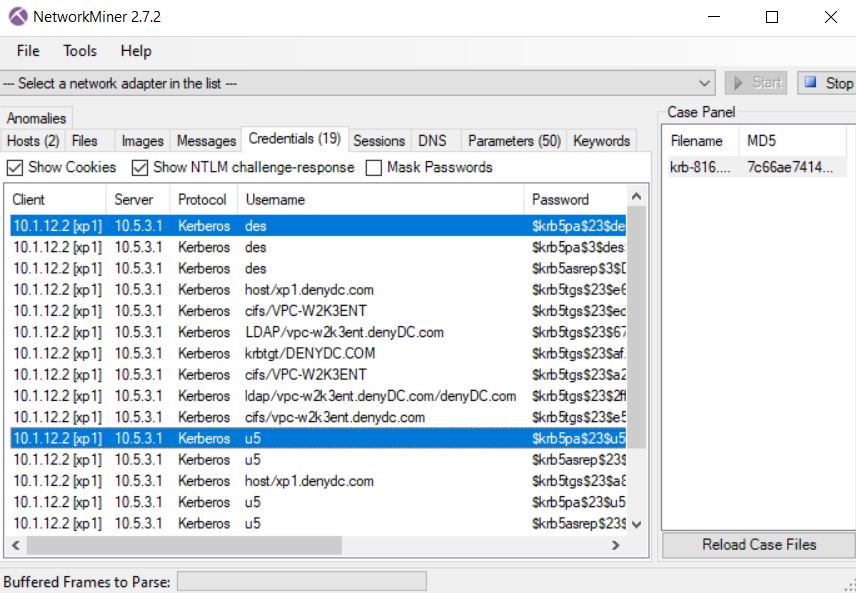 NetworkMiner 2.7.2
File Tools Help
--- Select a network adapter in the list ---
Start
Stop
Anomalies
Hosts (2) Files Images Messages Credentials (19) Sessions DNS Parameters (50) Keywords
Show Cookies Show NTLM challenge-response Mask Passwords
Client Server Protocol Username Password
10.1.12.2 [xp1] 10.5.3.1 Kerberos des $krb5pa$23$de
10.1.12.2 [xp1] 10.5.3.1 Kerberos des $krb5pa$3$des
10.1.12.2 [xp1] 10.5.3.1 Kerberos des $krb5asrep$3$D
10.1.12.2 [xp1] 10.5.3.1 Kerberos host/xp1.denydc.com $krb5tgs$23$e6
10.1.12.2 [xp1] 10.5.3.1 Kerberos cifs/VPC-W2K3ENT $krb5tgs$23$ec
10.1.12.2 [xp1] 10.5.3.1 Kerberos LDAP/vpc-w2k3ent.denyDC.com $krb5tgs$23$67
10.1.12.2 [xp1] 10.5.3.1 Kerberos krbtgt/DENYDC.COM $krb5tgs$23$af
10.1.12.2 [xp1] 10.5.3.1 Kerberos cifs/VPC-W2K3ENT $krb5tgs$23$a2
10.1.12.2 [xp1] 10.5.3.1 Kerberos ldap/vpc-w2k3ent.denyDC.com/denyDC.com $krb5tgs$23$2f
10.1.12.2 [xp1] 10.5.3.1 Kerberos cifs/vpc-w2k3ent.denydc.com $krb5tgs$23$e5
10.1.12.2 [xp1] 10.5.3.1 Kerberos u5 $krb5pa$23$u5
10.1.12.2 [xp1] 10.5.3.1 Kerberos u5 $krb5asrep$23$
10.1.12.2 [xp1] 10.5.3.1 Kerberos host/xp1.denydc.com $krb5tgs$23$a8
10.1.12.2 [xp1] 10.5.3.1 Kerberos u5 $krb5pa$23$u5
10.1.12.2 [xp1] 10.5.3.1 Kerberos u5 $krb5asrep$23$
Case Panel
Filename MD5
krb-816.... 7c66ae7414...
Reload Case Files
Buffered Frames to Parse: